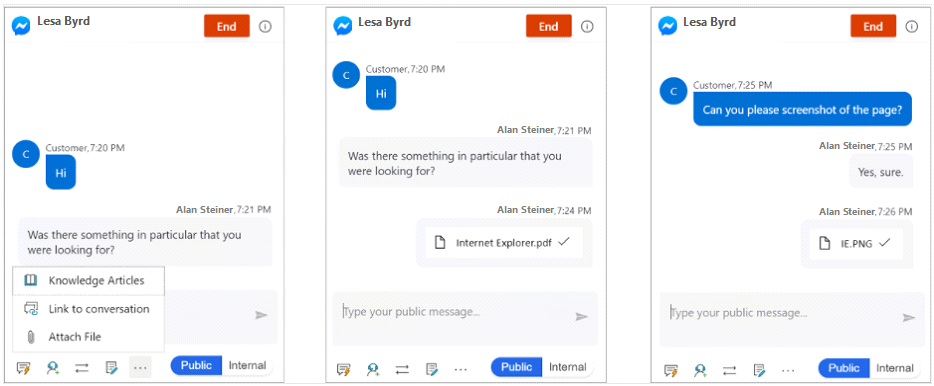 Lesa Byrd
End
Customer,7:20 PM
C
Hi
Alan Steiner,7:21 PM
Was there something in particular that you
were looking for?
Knowledge Articles
Link to conversation
Attach File
Public
Internal
Lesa Byrd
End
Customer,7:20 PM
C
Hi
Alan Steiner,7:21 PM
Was there something in particular that you
were looking for?
Alan Steiner,7:24 PM
Internet Explorer.pdf
Type your public message...
Public
Internal
Lesa Byrd
End
Customer,7:25 PM
C
Can you please screenshot of the page?
Alan Steiner,7:25 PM
Yes, sure.
Alan Steiner,7:26 PM
IE.PNG
Type your public message...
Public
Internal